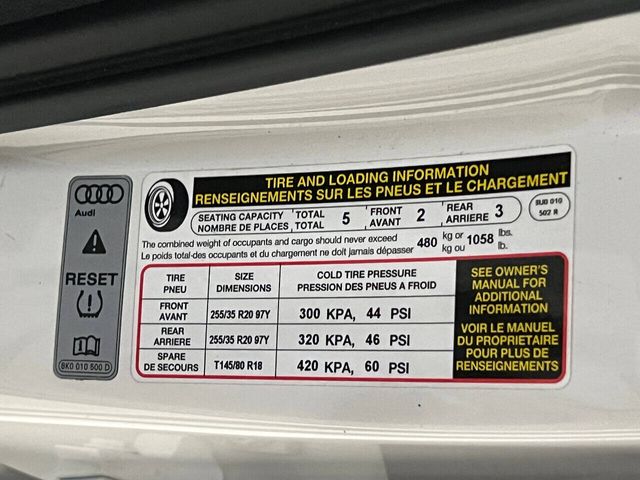 Audi
RESET
8K0 010 500 D
TIRE AND LOADING INFORMATION
RENSEIGNEMENTS SUR LES PNEUS ET LE CHARGEMENT
SEATING CAPACITY TOTAL 5 FRONT 2 REAR 3
NOMBRE DE PLACES TOTAL AVANT ARRIERE
010
502 R
The combined weight of occupants and cargo should never exceed 480 kg or 1058 lbs.
Le poids total des occupants et du chargement ne doit jamais dépasser kg ou lb.
TIRE SIZE COLD TIRE PRESSURE
PNEU DIMENSIONS PRESSION DES PNEUS A FROID
FRONT
AVANT 255/35 R20 97Y 300 KPA, 44 PSI
REAR
ARRIERE 255/35 R20 97Y 320 KPA, 46 PSI
SPARE
DE SECOURS T145/80 R18 420 KPA, 60 PSI
SEE OWNER'S
MANUAL FOR
ADDITIONAL
INFORMATION
VOIR LE MANUEL
DU PROPRIETAIRE
POUR PLUS DE
RENSEIGNEMENTS